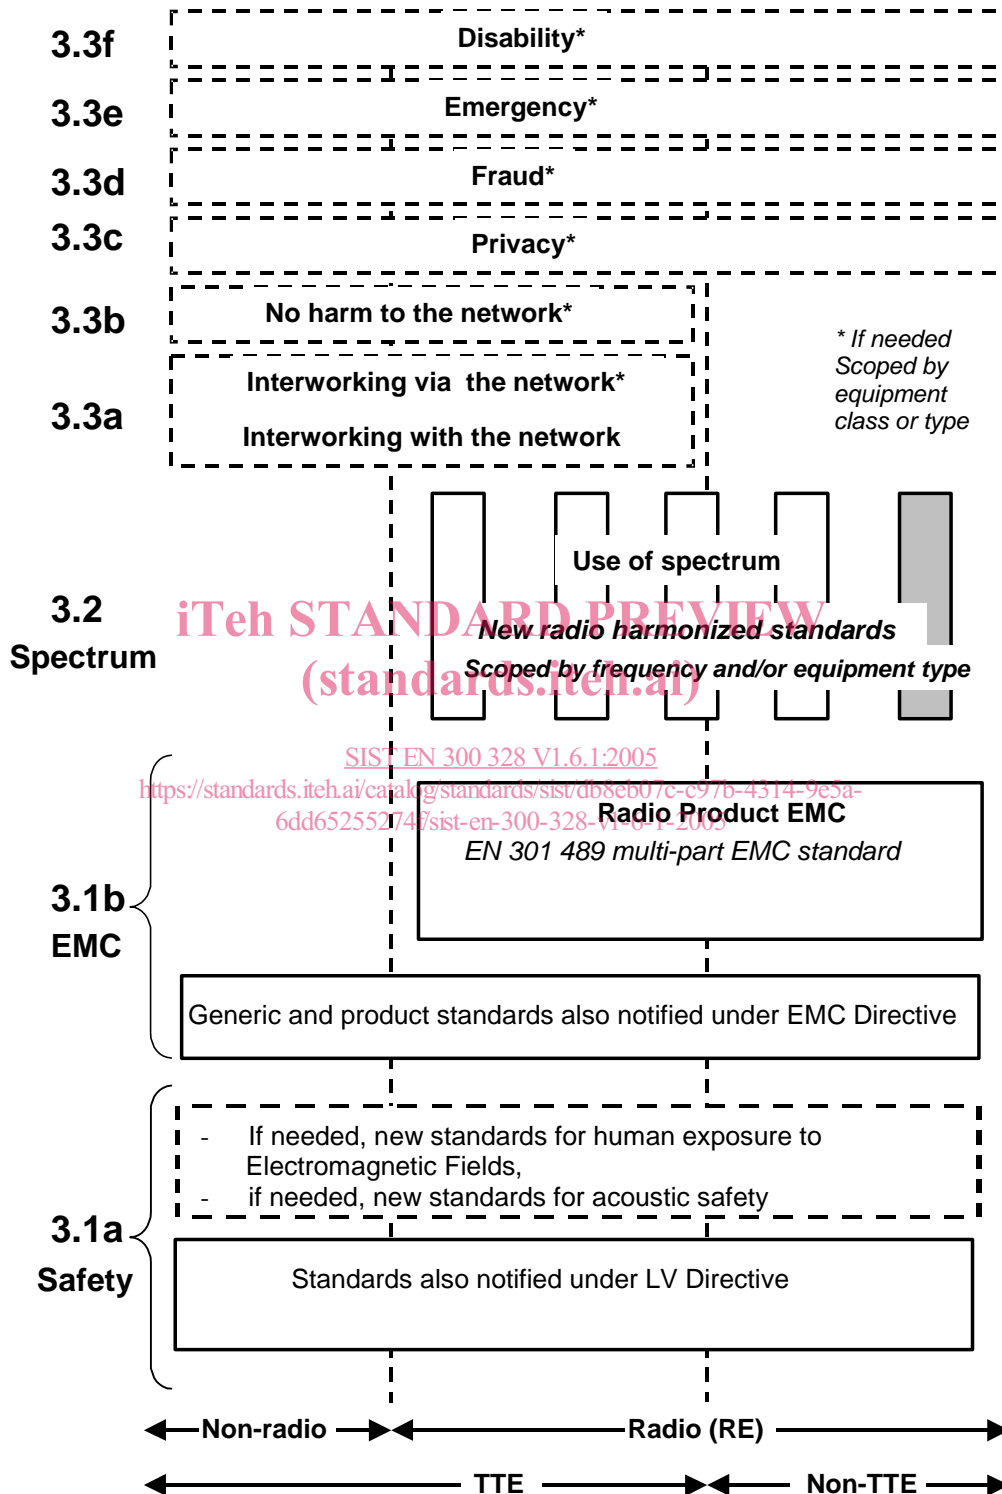 3.3f
Disability*
3.3e
Emergency*
3.3d
Fraud*
3.3c
Privacy*
3.3b
No harm to the network*
* If needed
Scoped by
equipment
class or type
3.3a
Interworking via the network*
Interworking with the network
Use of spectrum
3.2
Spectrum
iTeh STANDARD PREVIEW
New radio harmonized standards
(standards.iteh.ai)
Scoped by frequency and/or equipment type
SIST EN 300 328 V1.6.1:2005
https://standards.iteh.ai/catalog/standards/sist/db8eb07c-c97b-4314-9e5a-
6dd65255274f/sist-en-300-328-v1-6-1-2005
Radio Product EMC
EN 301 489 multi-part EMC standard
3.1b
EMC
Generic and product standards also notified under EMC Directive
- If needed, new standards for human exposure to
Electromagnetic Fields,
- if needed, new standards for acoustic safety
3.1a
Safety
Standards also notified under LV Directive
Non-radio
Radio (RE)
TTE
Non-TTE